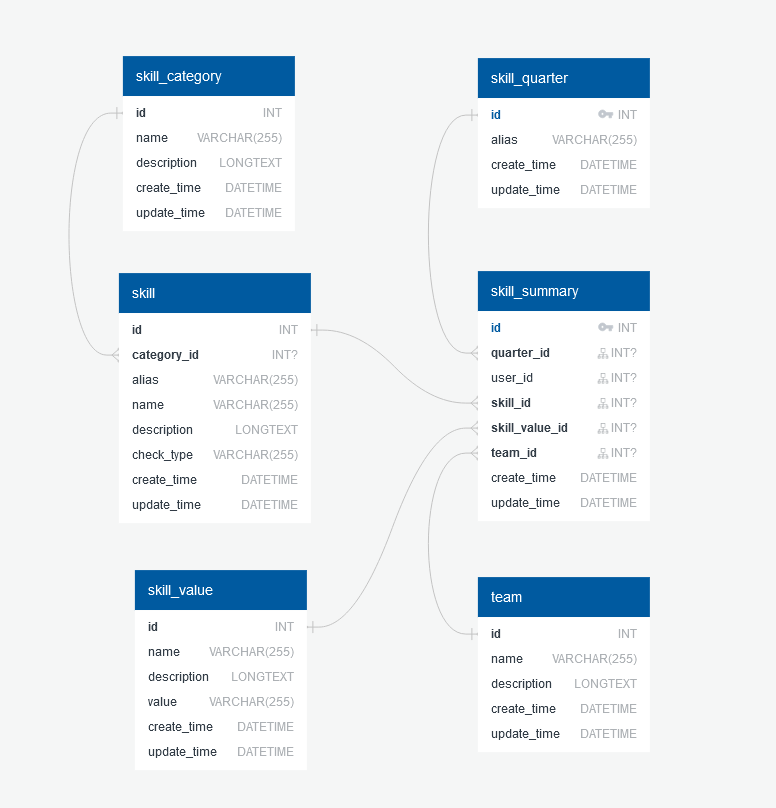 skill_category
id INT
name VARCHAR(255)
description LONGTEXT
create_time DATETIME
update_time DATETIME
skill_quarter
id INT
alias VARCHAR(255)
create_time DATETIME
update_time DATETIME
skill
id INT
category_id INT?
alias VARCHAR(255)
name VARCHAR(255)
description LONGTEXT
check_type VARCHAR(255)
create_time DATETIME
update_time DATETIME
skill_summary
id INT
quarter_id INT?
user_id INT?
skill_id INT?
skill_value_id INT?
team_id INT?
create_time DATETIME
update_time DATETIME
skill_value
id INT
name VARCHAR(255)
description LONGTEXT
value VARCHAR(255)
create_time DATETIME
update_time DATETIME
team
id INT
name VARCHAR(255)
description LONGTEXT
create_time DATETIME
update_time DATETIME